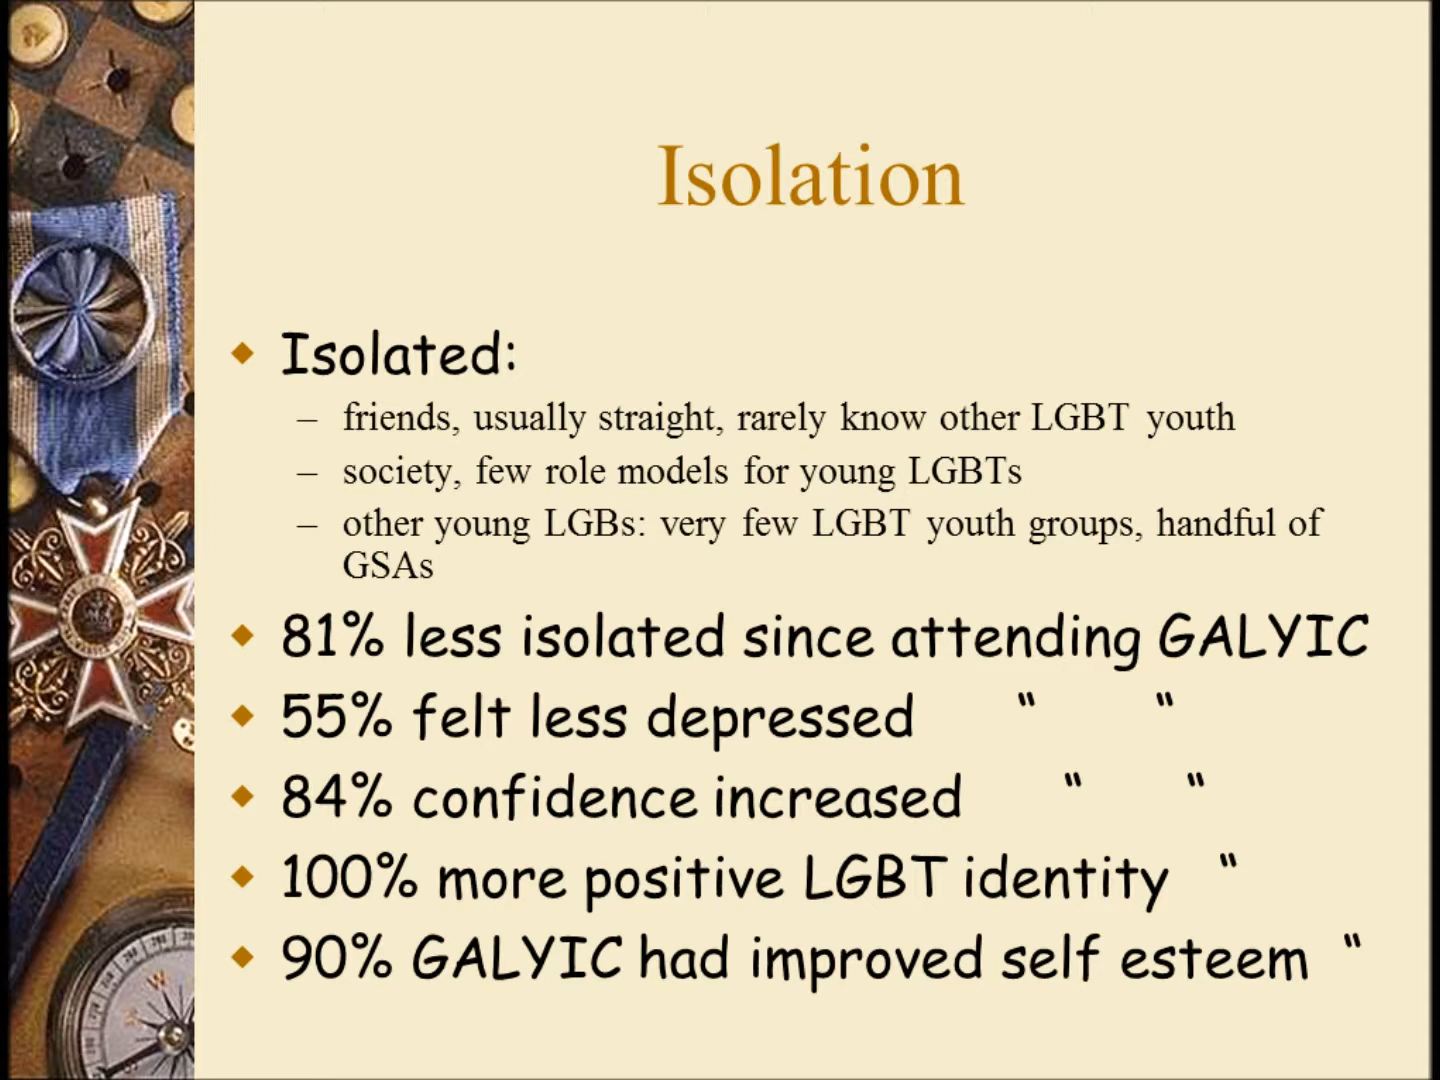 Isolation
Isolated:
– friends, usually straight, rarely know other LGBT youth
– society, few role models for young LGBTs
– other young LGBs: very few LGBT youth groups, handful of
GSAs
81% less isolated since attending GALYIC
55% felt less depressed “ “
84% confidence increased “ “
100% more positive LGBT identity “
90% GALYIC had improved self esteem “